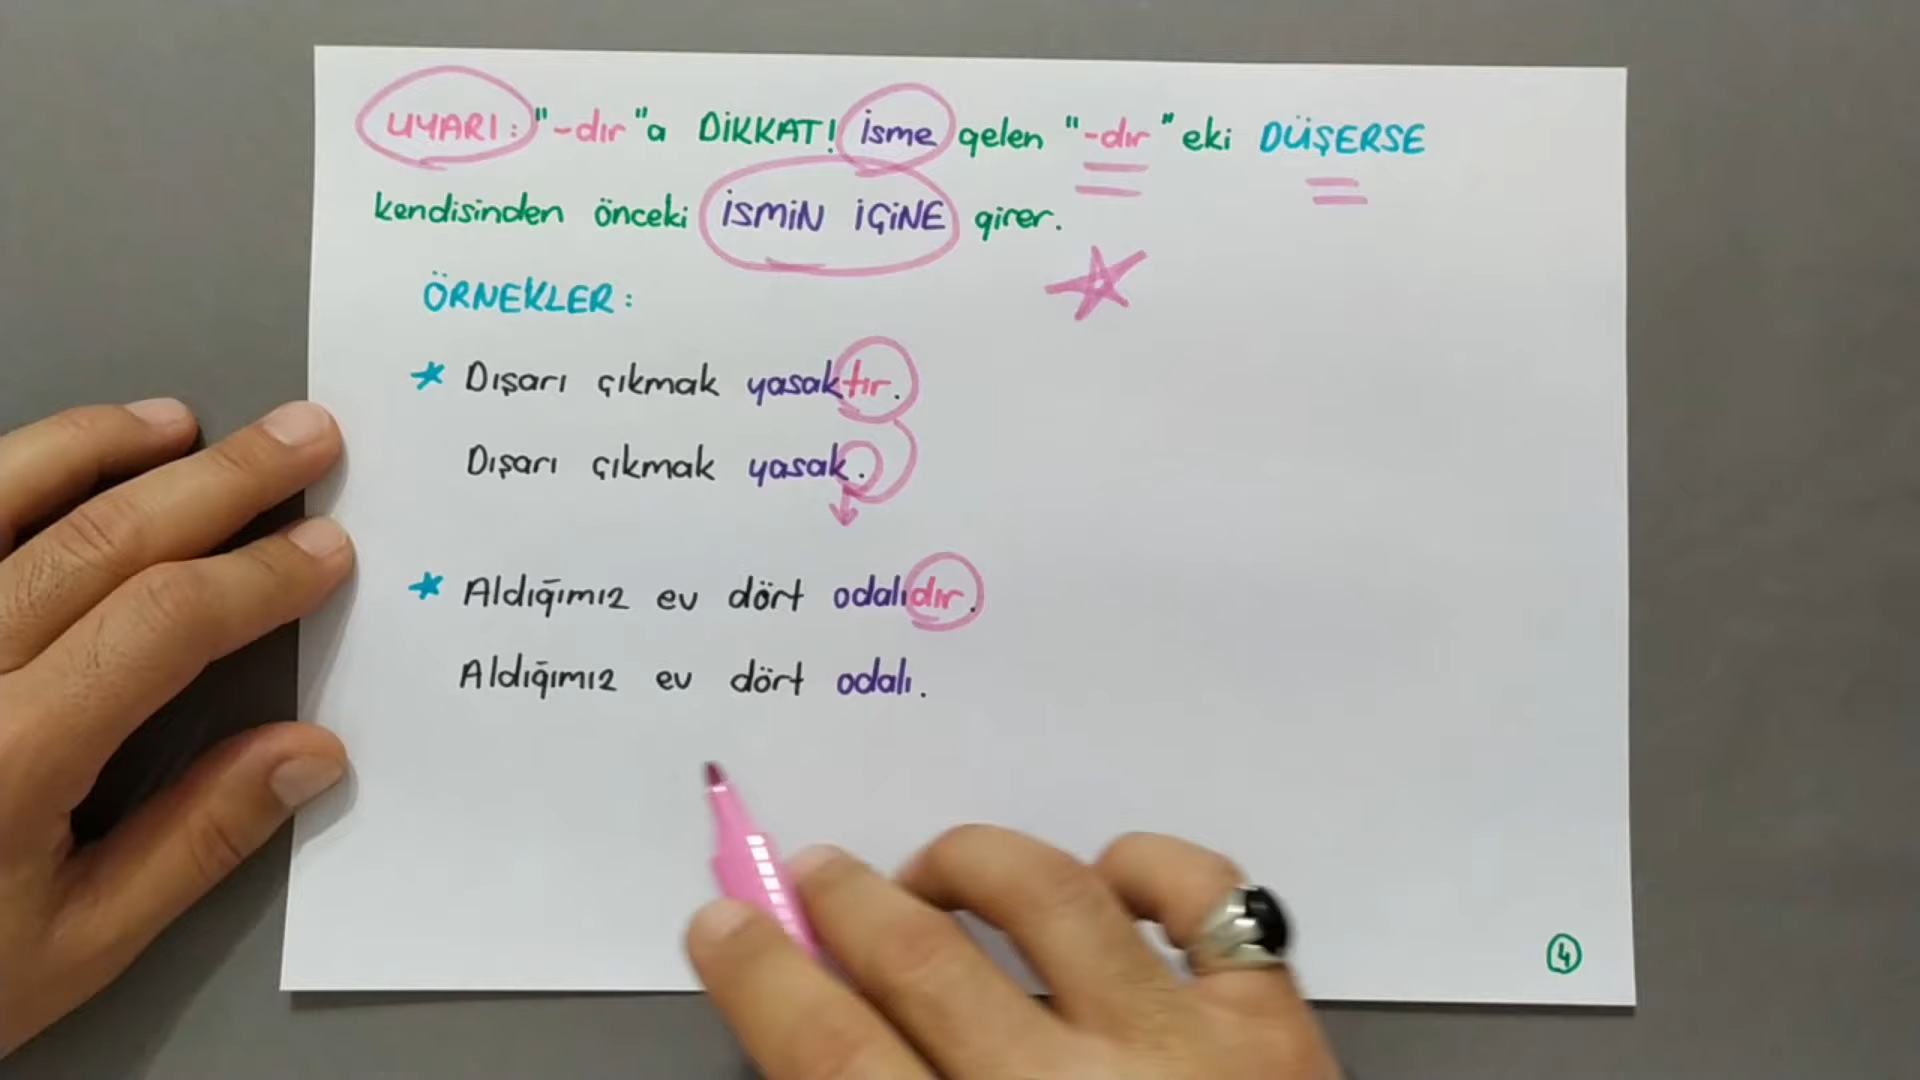 UYARI: "-dır"a DİKKAT! İsme gelen "-dır" eki DÜŞERSE
kendisinden önceki İSMİN İÇİNE girer.
ÖRNEKLER:
* Dışarı çıkmak yasaktır.
Dışarı çıkmak yasak.
* Aldığımız ev dört odalıdır.
Aldığımız ev dört odalı.
4